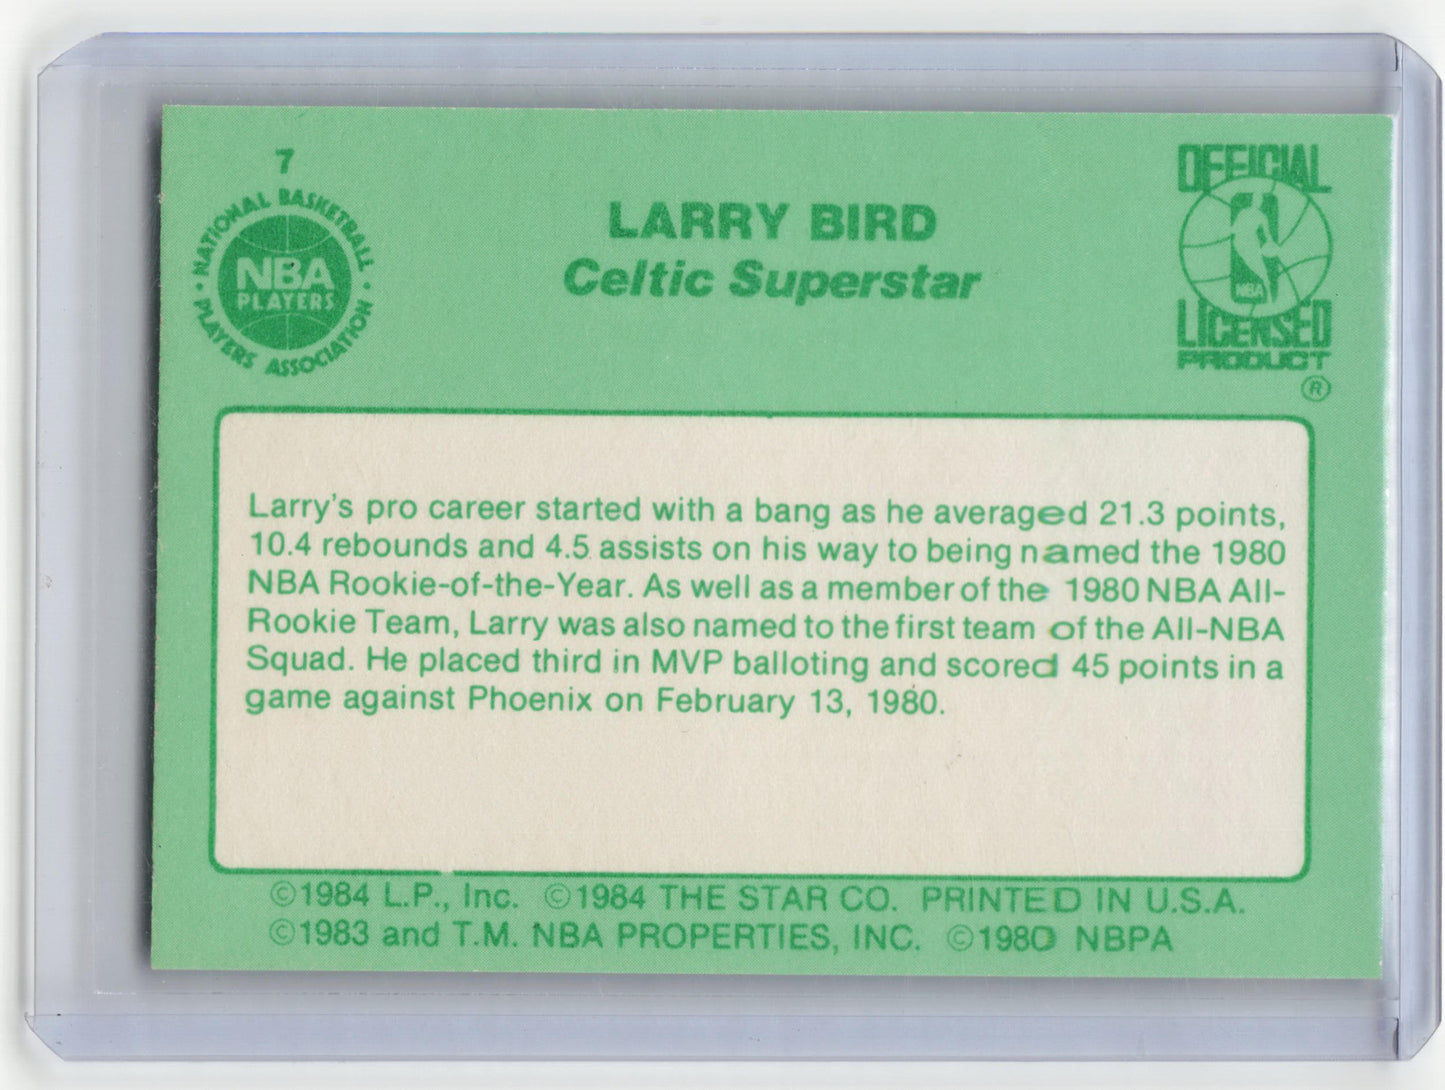 7
NATIONAL BASKETBALL
NBA
PLAYERS
PLAYERS ASSOCIATION
LARRY BIRD
Celtic Superstar
OFFICIAL
NBA
LICENSED
PRODUCT
®
Larry's pro career started with a bang as he averaged 21.3 points,
10.4 rebounds and 4.5 assists on his way to being named the 1980
NBA Rookie-of-the-Year. As well as a member of the 1980 NBA All-
Rookie Team, Larry was also named to the first team of the All-NBA
Squad. He placed third in MVP balloting and scored 45 points in a
game against Phoenix on February 13, 1980.
©1984 L.P., Inc. ©1984 THE STAR CO. PRINTED IN U.S.A.
©1983 and T.M. NBA PROPERTIES, INC. ©1980 NBPA